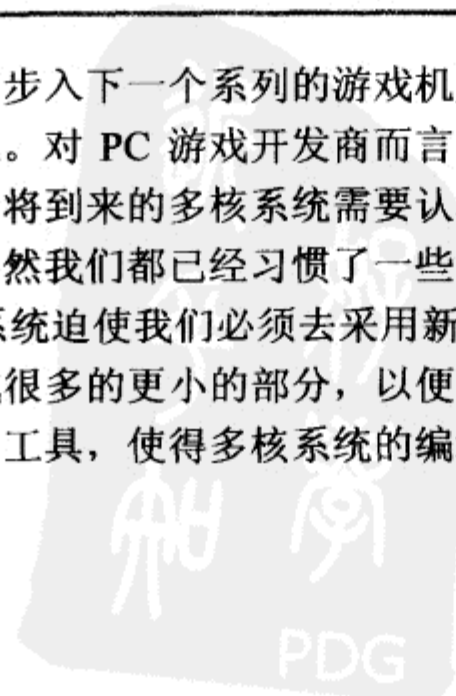 步入下一个系列的游戏机
。对 PC 游戏开发商而言
将到来的多核系统需要认
然我们都已经习惯了一些
系统迫使我们必须去采用新
很多的更小的部分，以便
工具，使得多核系统的编
PDG